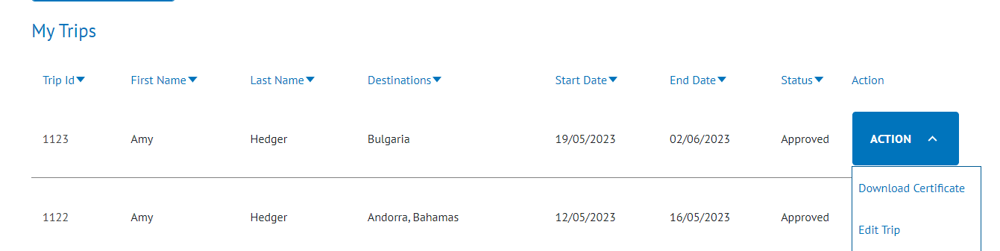 My Trips
Trip Id First Name Last Name Destinations Start Date End Date Status Action
1123 Amy Hedger Bulgaria 19/05/2023 02/06/2023 Approved ACTION
Download Certificate
1122 Amy Hedger Andorra, Bahamas 12/05/2023 16/05/2023 Approved
Edit Trip